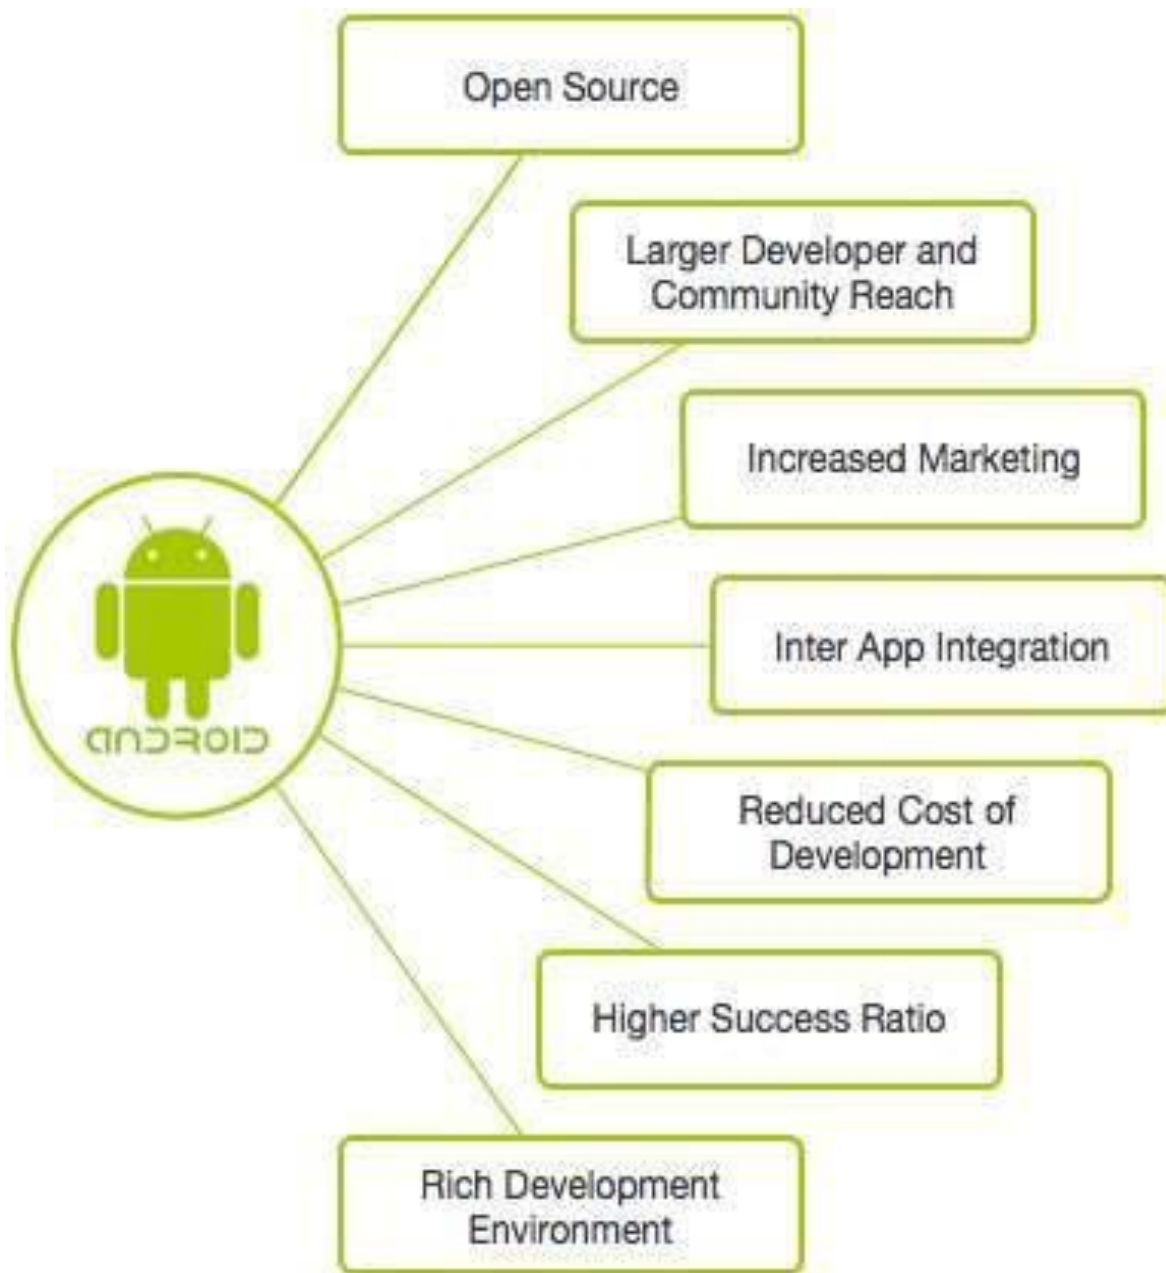 Open Source
Larger Developer and
Community Reach
Increased Marketing
Inter App Integration
ANDROID
Reduced Cost of
Development
Higher Success Ratio
Rich Development
Environment